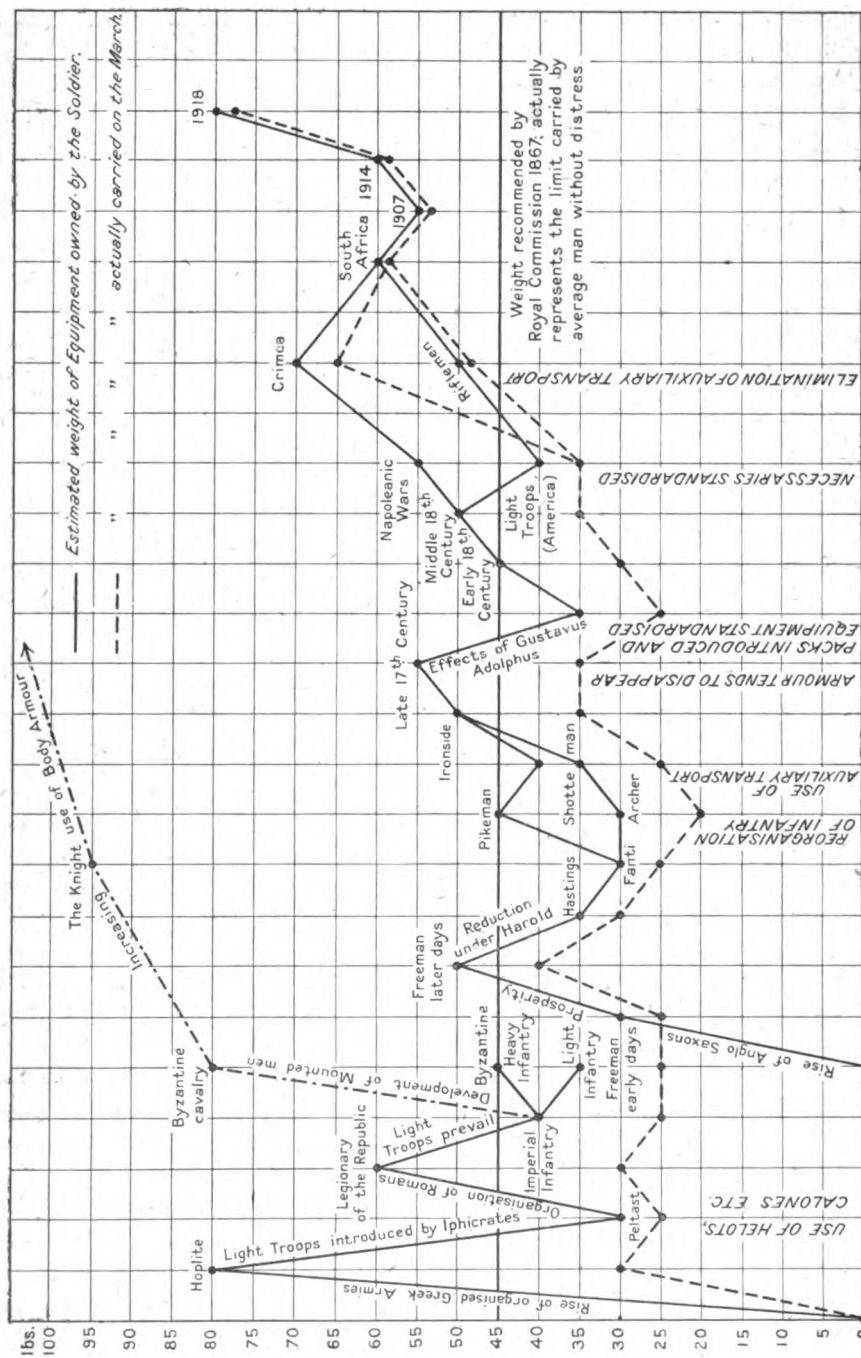 lbs.
100
95
90
85
80
75
70
65
60
55
50
45
40
35
30
25
20
15
10
5
0
Estimated weight of Equipment owned by the Soldier.
" " " " actually carried on the March.
Hoplite
Rise of organised Greek Armies
Light Troops introduced by Iphicrates
Peltast
USE OF HELOTS,
CALONES ETC
Organisation of Romans
Legionary
of the Republic
Light
Troops prevail
Imperial
Infantry
Development of Mounted men
Byzantine
cavalry
Byzantine
Heavy
Infantry
Light
Infantry
Increasing use of Body Armour
The Knight
Rise of Anglo Saxons
Freeman
early days
Prosperity
Freeman
later days
Reduction
under Harold
Hastings
Fanti
REORGANISATION
OF INFANTRY
Pikeman
Archer
Shotte man
USE OF
AUXILIARY TRANSPORT
Ironside
ARMOUR TENDS TO DISAPPEAR
Late 17th Century
Effects of Gustavus
Adolphus
PACKS INTRODUCED AND
EQUIPMENT STANDARDISED
Early 18th
Century
Middle 18th
Century
Napoleanic
Wars
Light
Troops
(America)
NECESSARIES STANDARDISED
Crimea
Riflemen
ELIMINATION OF AUXILIARY TRANSPORT
South
Africa
1907
1914
1918
Weight recommended by
Royal Commission 1867; actually
represents the limit carried by
average man without distress.